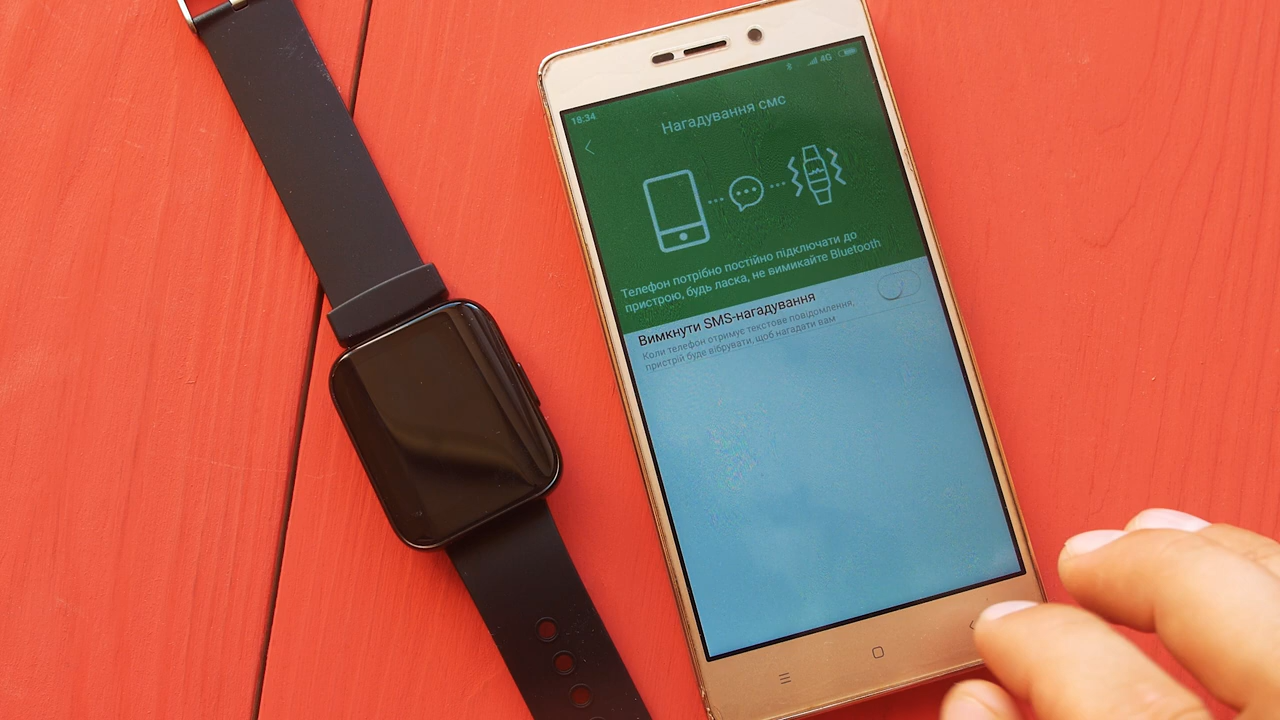 18:34
4G
Нагадування смс
Телефон потрібно постійно підключати до
пристрою, будь ласка, не вимикайте Bluetooth
Вимкнути SMS-нагадування
Коли телефон отримує текстове повідомлення,
пристрій буде вібрувати, щоб нагадати вам